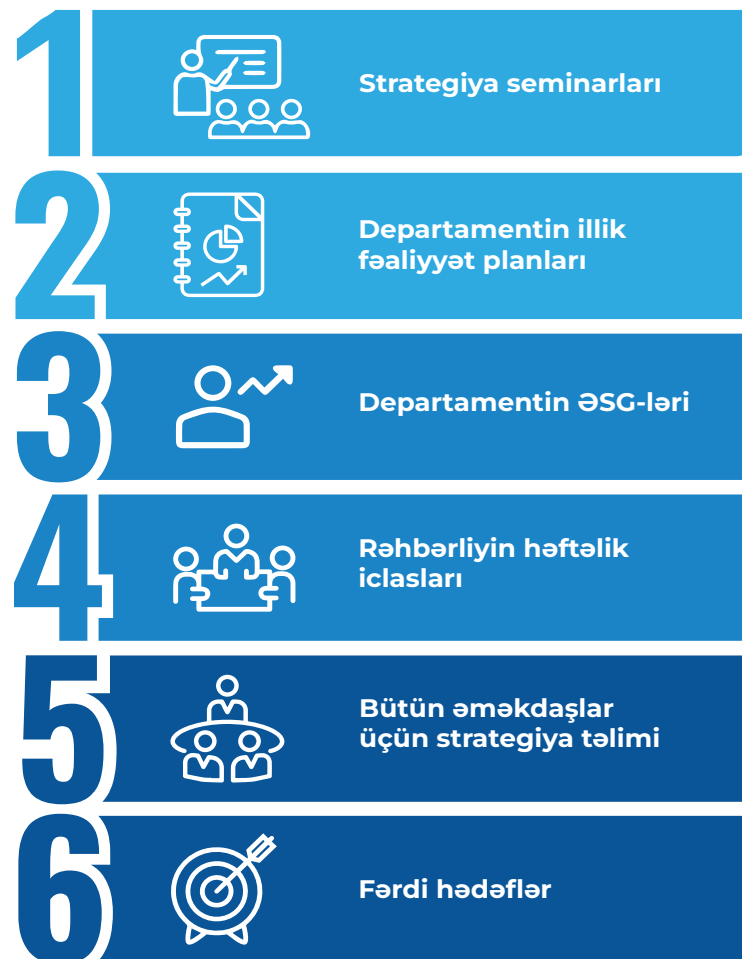 1
Strategiya seminarları
2
Departamentin illik
fəaliyyət planları
3
Departamentin ƏSG-ləri
4
Rəhbərliyin həftəlik
iclasları
5
Bütün əməkdaşlar
üçün strategiya təlimi
6
Fərdi hədəflər